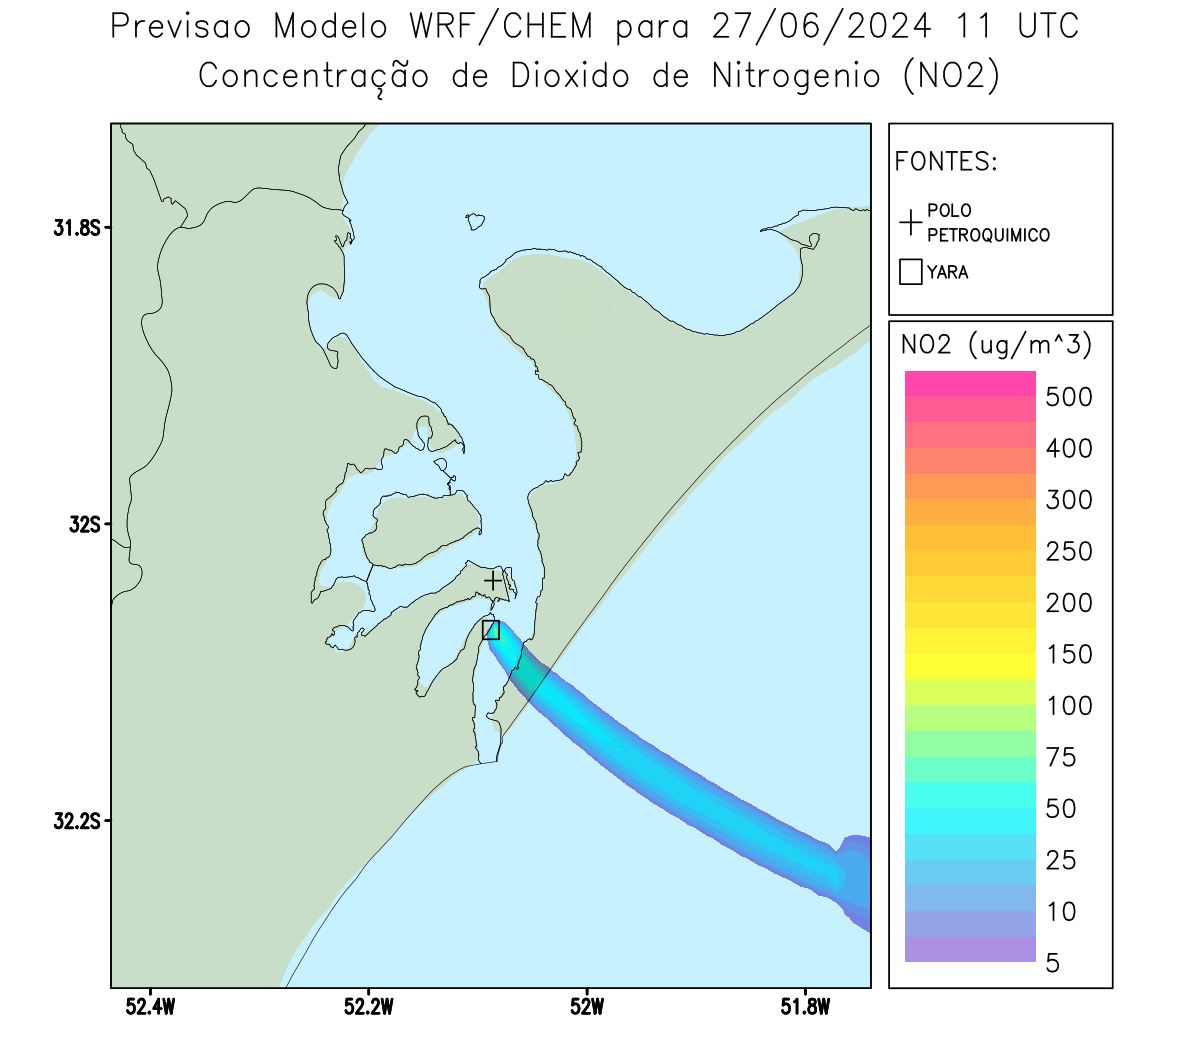 Previsao Modelo WRF/CHEM para 27/06/2024 11 UTC
Concentração de Dioxido de Nitrogenio (NO2)
FONTES:
POLO
PETROQUIMICO
YARA
NO2 (ug/m^3)
500
400
300
250
200
150
100
75
50
25
10
5
31.8S
32S
32.2S
52.4W
52.2W
52W
51.8W